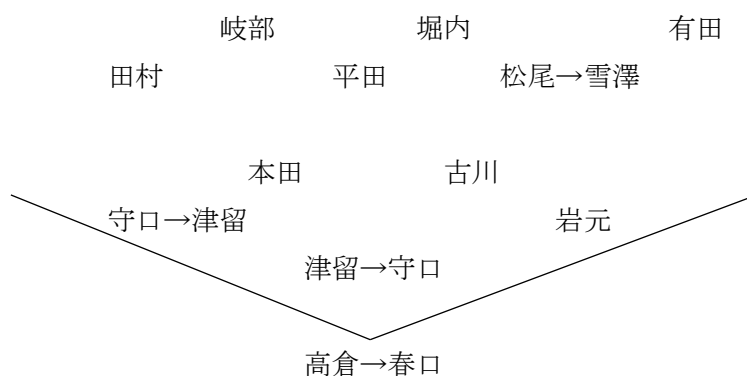 岐部 堀内 有田
田村 平田 松尾→雪澤
本田 古川
守口→津留 岩元
津留→守口
高倉→春口